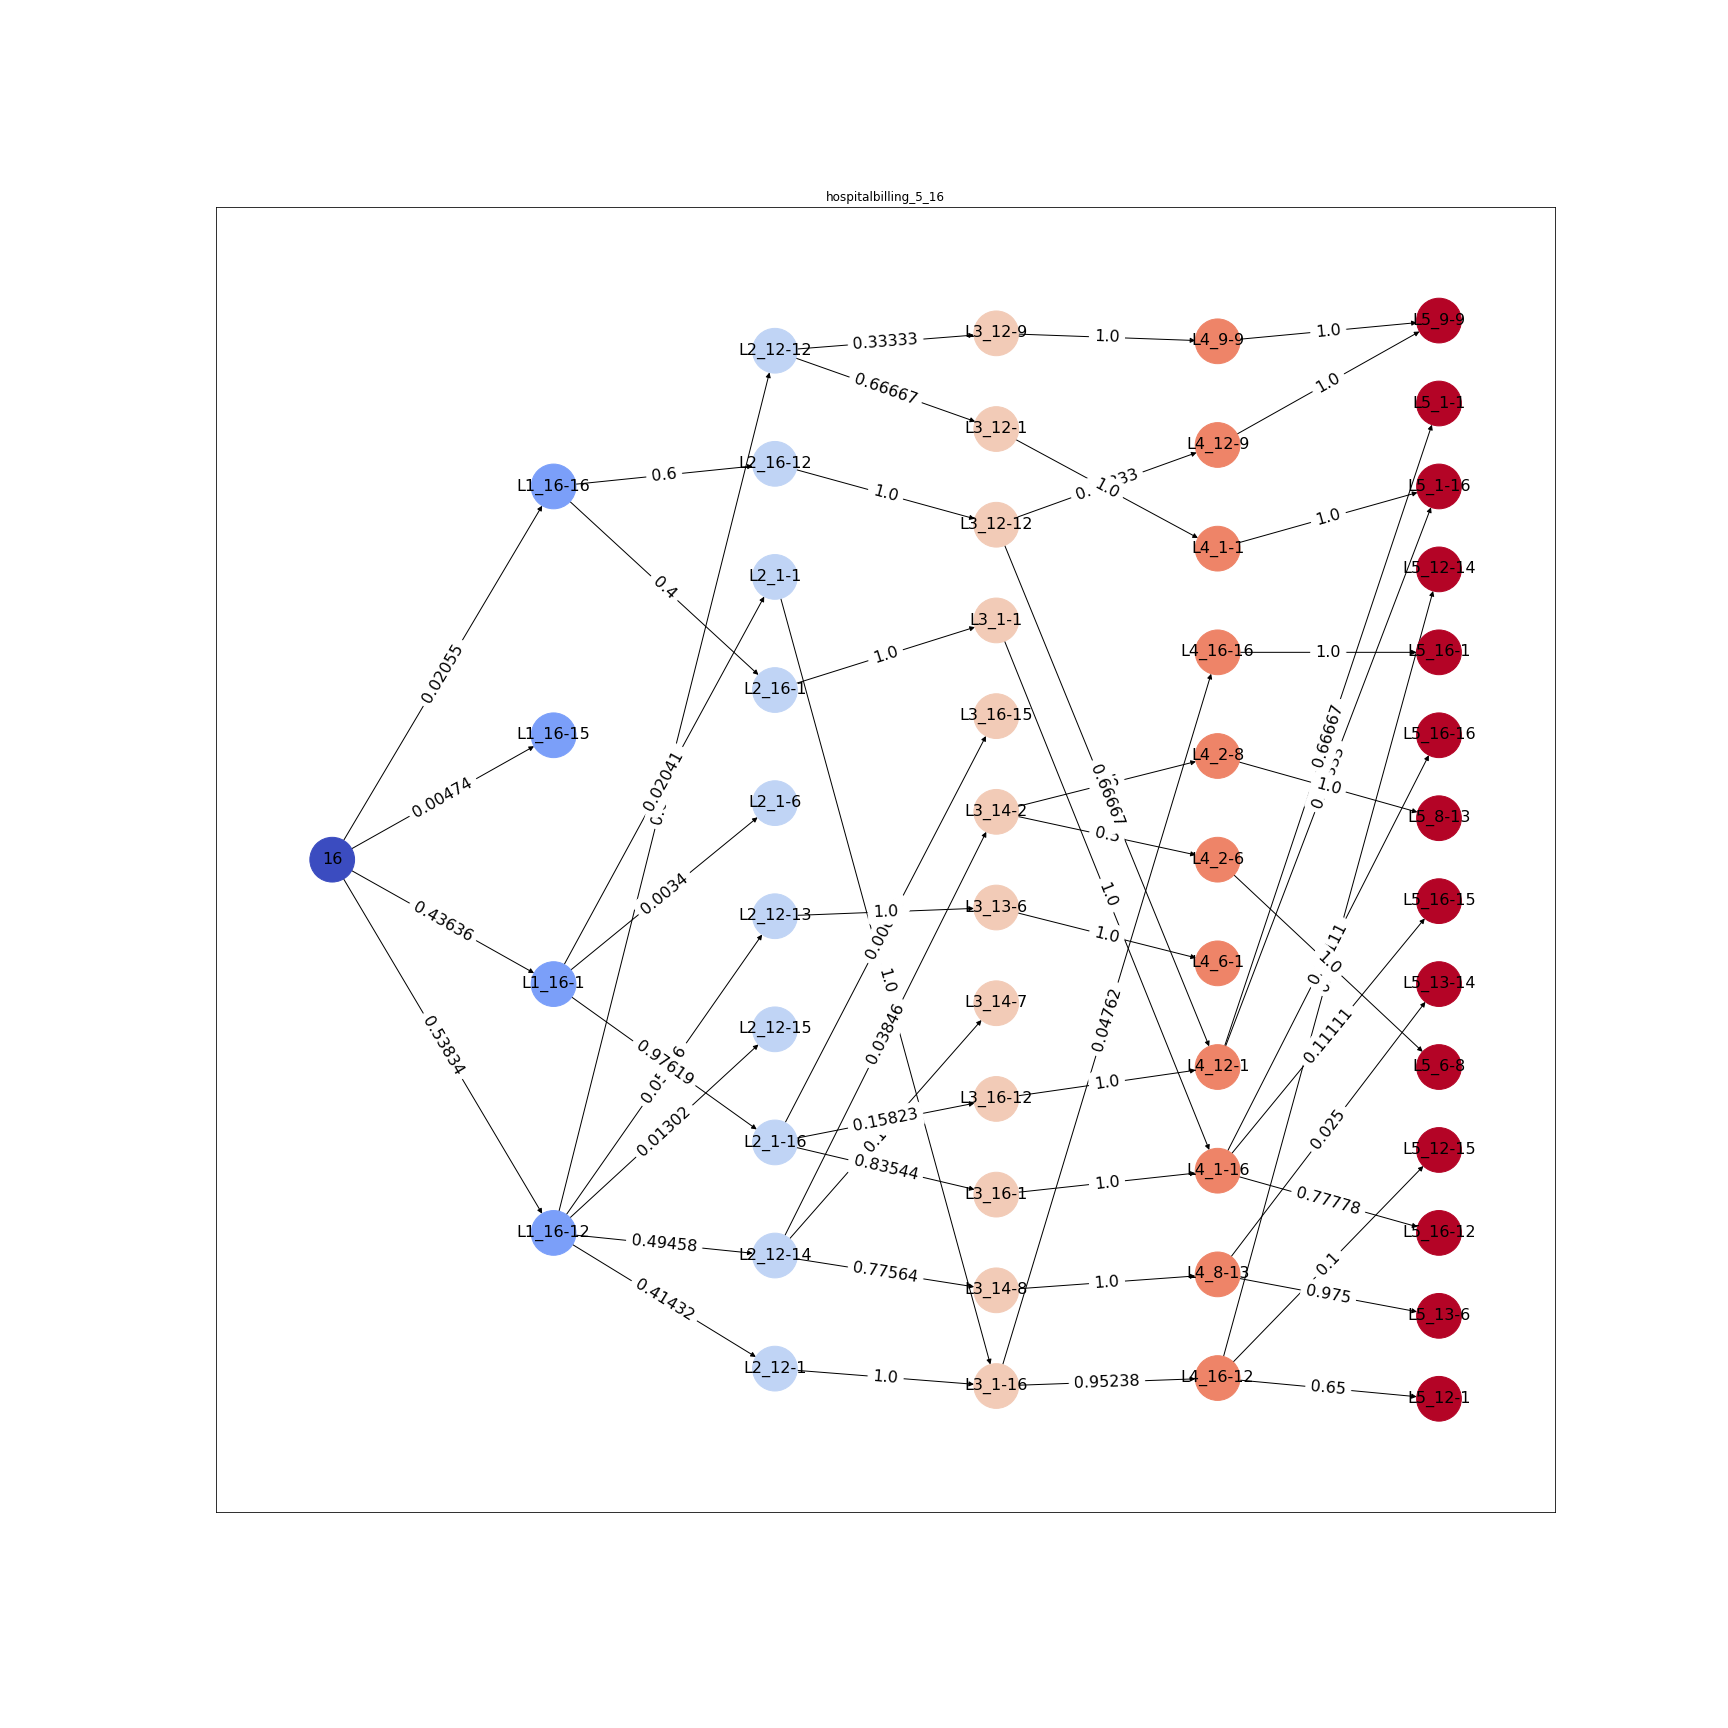 hospitalbilling_5_16
16
0.02055
0.00474
0.43636
0.53834
L1_16-16
L1_16-15
L1_16-1
L1_16-12
0.6
0.4
0.02041
0.0034
0.97619
0.01302
0.49458
0.41432
L2_12-12
L2_16-12
L2_1-1
L2_16-1
L2_1-6
L2_12-13
L2_12-15
L2_1-16
L2_12-14
L2_12-1
0.33333
0.66667
1.0
1.0
1.0
1.0
0.03846
0.15823
0.83544
0.77564
1.0
L3_12-9
L3_12-1
L3_12-12
L3_1-1
L3_16-15
L3_14-2
L3_13-6
L3_14-7
L3_16-12
L3_16-1
L3_14-8
L3_1-16
1.0
1.0
0.66667
0.5
1.0
1.0
0.04762
1.0
1.0
1.0
0.95238
L4_9-9
L4_12-9
L4_1-1
L4_16-16
L4_2-8
L4_2-6
L4_6-1
L4_12-1
L4_1-16
L4_8-13
L4_16-12
1.0
1.0
1.0
1.0
0.66667
1.0
1.0
0.11111
0.025
0.77778
0.1
0.975
0.65
L5_9-9
L5_1-1
L5_1-16
L5_12-14
L5_16-1
L5_16-16
L5_8-13
L5_16-15
L5_13-14
L5_6-8
L5_12-15
L5_16-12
L5_13-6
L5_12-1